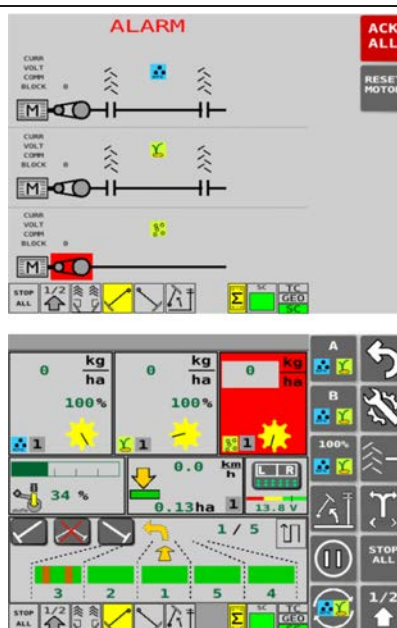 ALARM
ACK
ALL
CURR
VOLT
COMM
BLOCK 0
M
RESET
MOTOR
CURR
VOLT
COMM
BLOCK 0
M
CURR
VOLT
COMM
BLOCK 0
M
STOP
ALL
1/2
Σ
SC
TC
GEO
SC
0 kg
ha
100%
1
0 kg
ha
100%
1
0 kg
ha
1
A
B
100%
34 %
0.0 km
h
0.13ha 1
L R
13.8 V
1 / 5
3 2 1 5 4
STOP
ALL
1/2
STOP
ALL
1/2
Σ
SC
TC
GEO